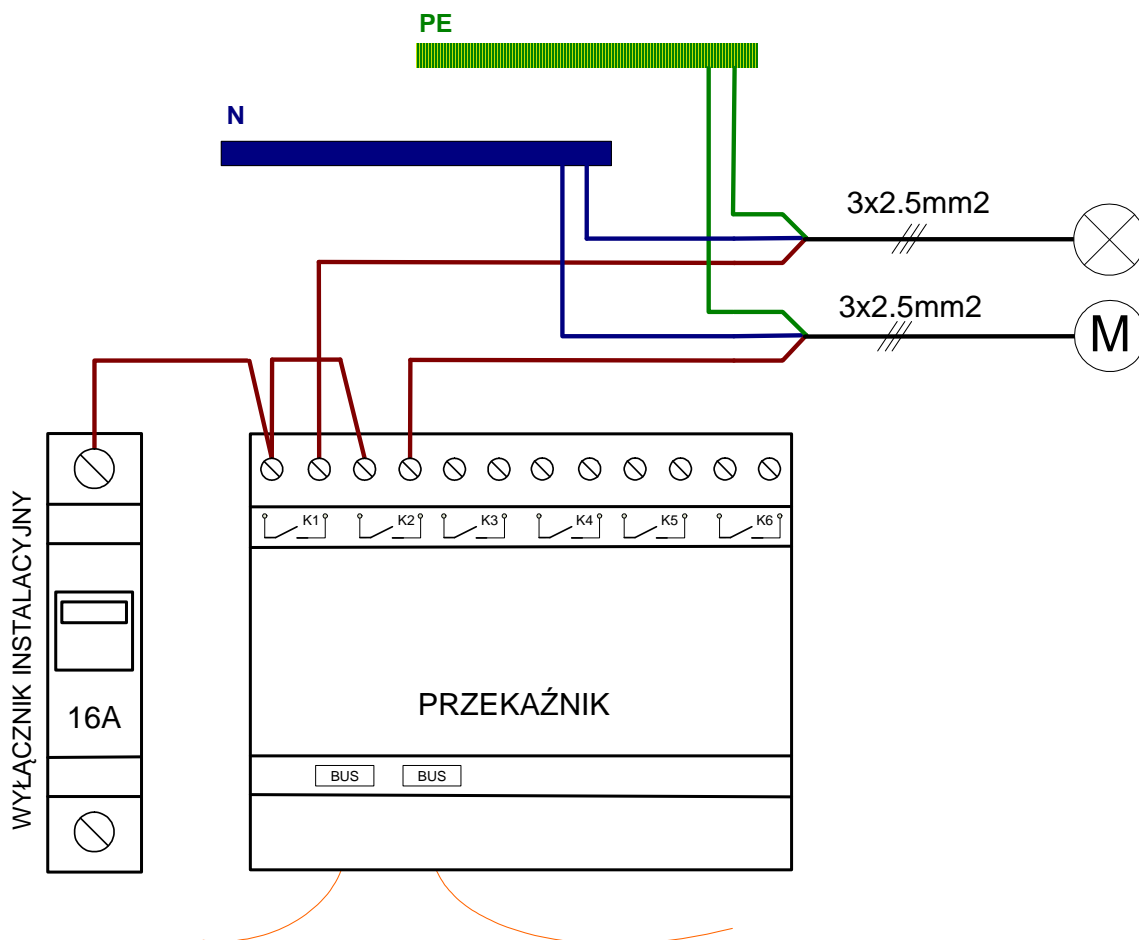 PE
N
3x2.5mm2
3x2.5mm2
M
K1 K2 K3 K4 K5 K6
WYŁĄCZNIK INSTALACYJNY
16A
PRZEKAŹNIK
BUS BUS